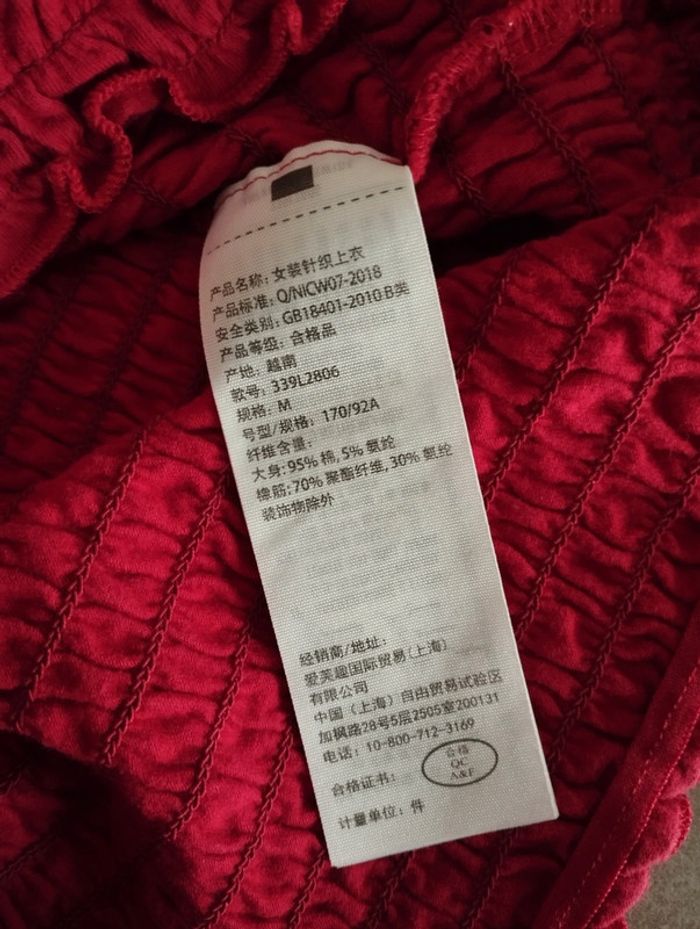 产品名称: 女装针织上衣
产品标准: Q/NICW07-2018
安全类别: GB18401-2010 B类
产品等级: 合格品
产地: 越南
款号: 339L2806
规格: M
号型/规格: 170/92A
纤维含量:
大身: 95% 棉, 5% 氨纶
橡筋: 70% 聚酯纤维, 30% 氨纶
装饰物除外
经销商/地址:
爱芙趣国际贸易(上海)
有限公司
中国 (上海) 自由贸易试验区
加枫路28号5层2505室200131
电话: 10-800-712-3169
合格证书:
合格
QC
A&F
计量单位: 件